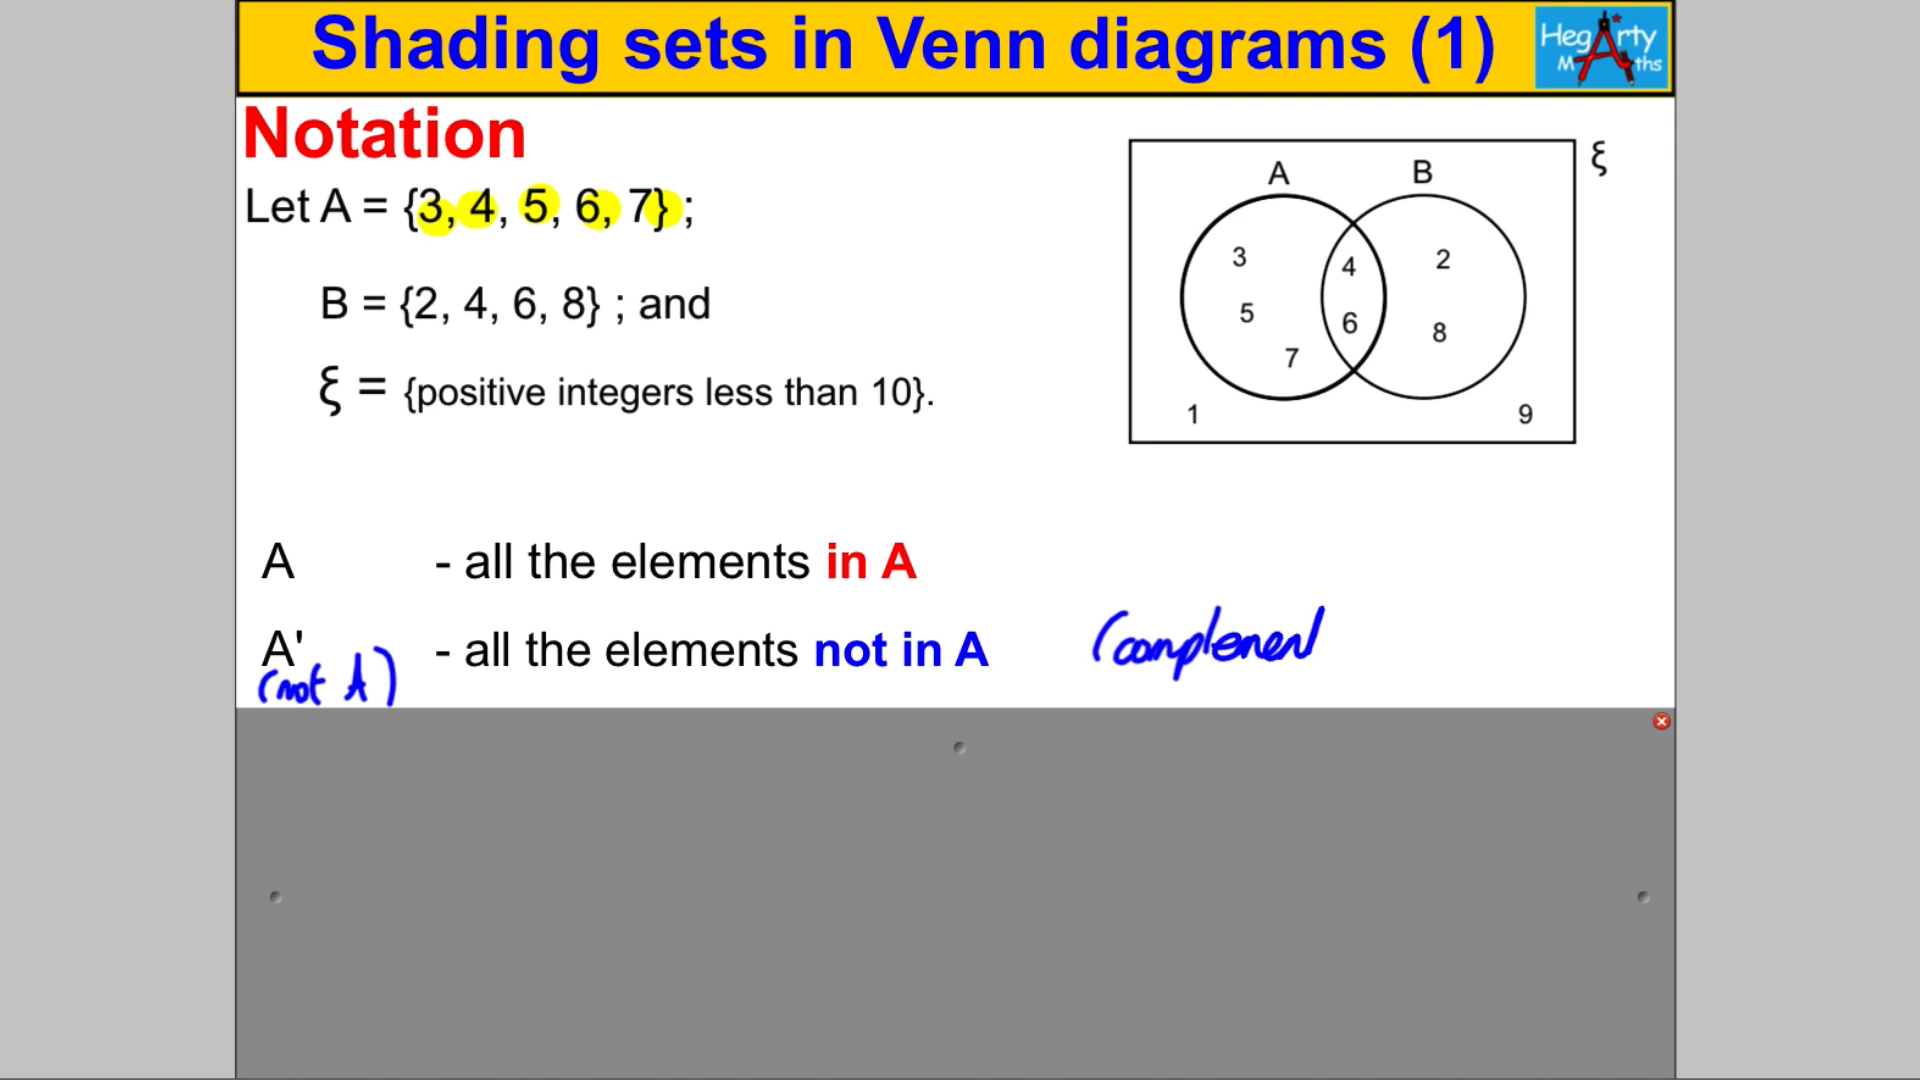 Shading sets in Venn diagrams (1)
HegArty
Maths
Notation
Let A = {3, 4, 5, 6, 7} ;
B = {2, 4, 6, 8} ; and
ξ = {positive integers less than 10}.
ξ
A B
3 4 2
5 6 8
7
1 9
A - all the elements in A
A' - all the elements not in A (complement
(not A)